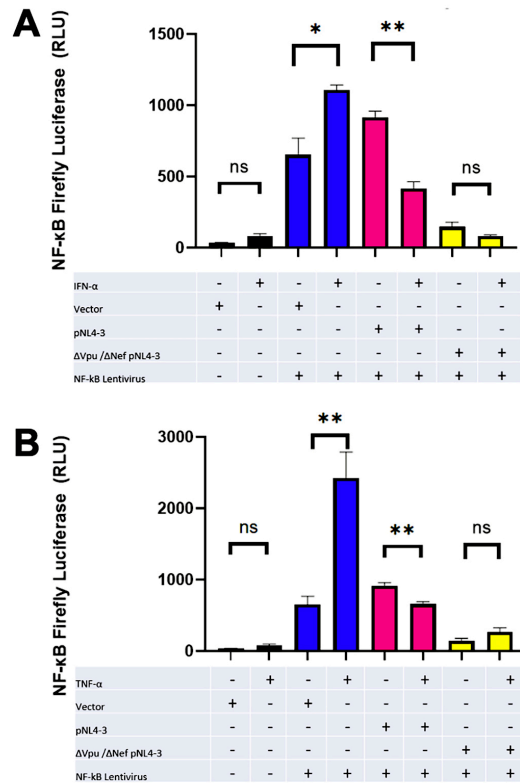 A
NF-κB Firefly Luciferase (RLU)
1500
1000
500
0
ns
*
**
ns
IFN-α - + - + - + - +
Vector + - + - - - - -
pNL4-3 - - - - + + - -
ΔVpu /ΔNef pNL4-3 - - - - - - + +
NF-kB Lentivirus - - + + + + + +
B
NF-κB Firefly Luciferase (RLU)
3000
2000
1000
0
ns
**
**
ns
TNF-α - + - + - + - +
Vector + - + - - - - -
pNL4-3 - - - - + + - -
ΔVpu /ΔNef pNL4-3 - - - - - - + +
NF-kB Lentivirus - - + + + + + +